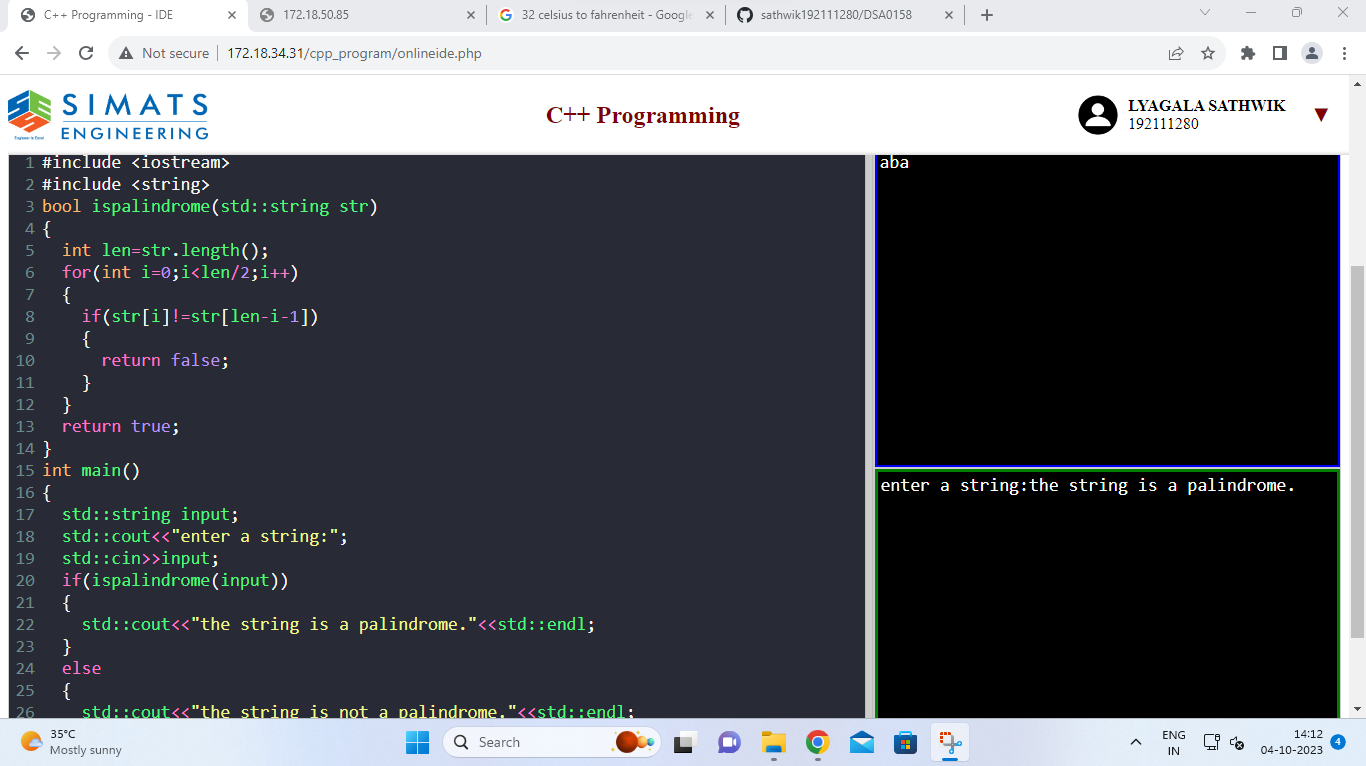 C++ Programming - IDE
172.18.50.85
32 celsius to fahrenheit - Google
sathwik192111280/DSA0158
Not secure
172.18.34.31/cpp_program/onlineide.php
SIMATS
ENGINEERING
Engineer to Excel
C++ Programming
LYAGALA SATHWIK
192111280
1 #include <iostream>
2 #include <string>
3 bool ispalindrome(std::string str)
4 {
5 int len=str.length();
6 for(int i=0;i<len/2;i++)
7 {
8 if(str[i]!=str[len-i-1])
9 {
10 return false;
11 }
12 }
13 return true;
14 }
15 int main()
16 {
17 std::string input;
18 std::cout<<"enter a string:";
19 std::cin>>input;
20 if(ispalindrome(input))
21 {
22 std::cout<<"the string is a palindrome."<<std::endl;
23 }
24 else
25 {
26 std::cout<<"the string is not a palindrome."<<std::endl;
aba
enter a string:the string is a palindrome.
35°C
Mostly sunny
Search
ENG
IN
14:12
04-10-2023
4